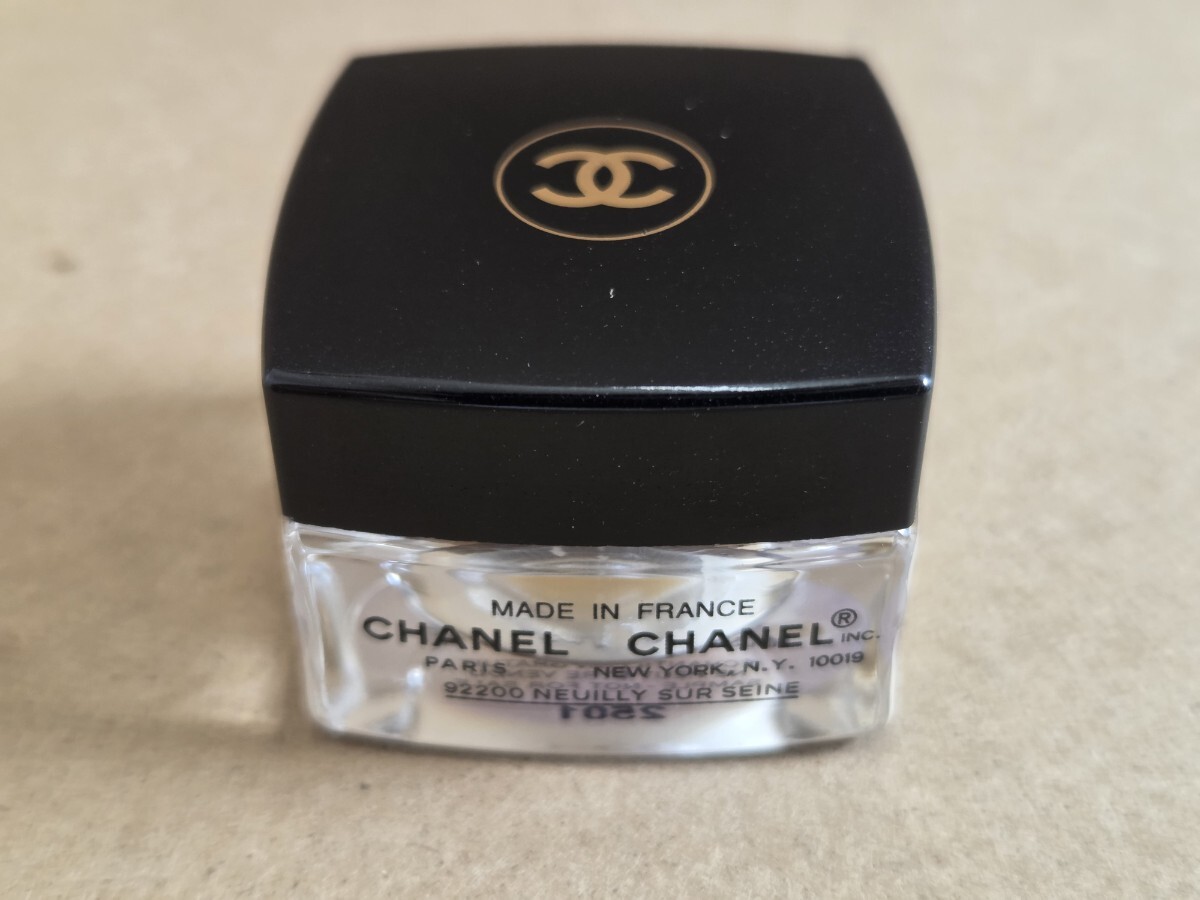 MADE IN FRANCE
CHANEL CHANEL® INC.
PARIS NEW YORK, N.Y. 10019
92200 NEUILLY SUR SEINE
2501